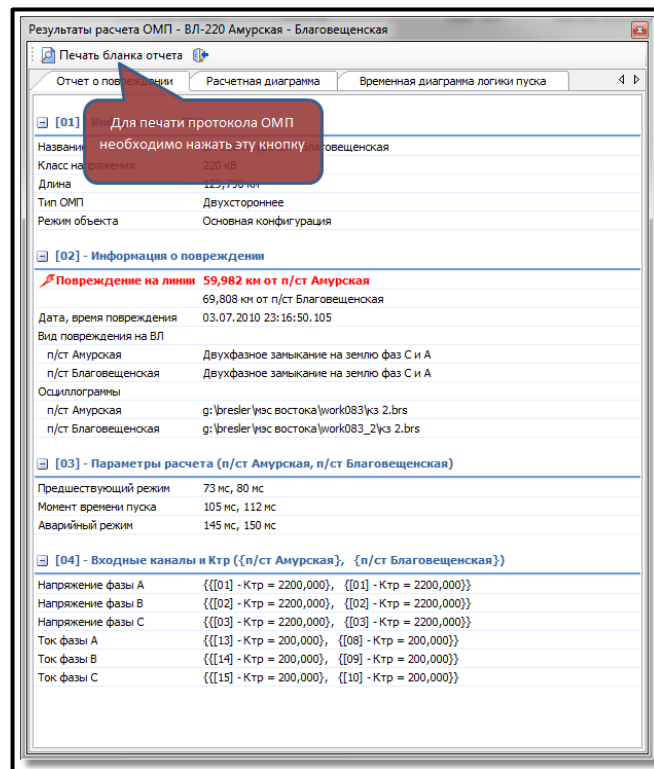 Результаты расчета ОМП - ВЛ-220 Амурская - Благовещенская
Печать бланка отчета
Отчет о повреждении Расчетная диаграмма Временная диаграмма логики пуска
Для печати протокола ОМП необходимо нажать эту кнопку
[01] -
Название
Класс напряжения 220 кВ
Длина 129,790 км
Тип ОМП Двухстороннее
Режим объекта Основная конфигурация
[02] - Информация о повреждении
Повреждение на линии 59,982 км от п/ст Амурская
69,808 км от п/ст Благовещенская
Дата, время повреждения 03.07.2010 23:16:50.105
Вид повреждения на ВЛ
п/ст Амурская Двухфазное замыкание на землю фаз С и А
п/ст Благовещенская Двухфазное замыкание на землю фаз С и А
Осциллограммы
п/ст Амурская g:\bresler\мэс востока\work083\кз 2.brs
п/ст Благовещенская g:\bresler\мэс востока\work083_2\кз 2.brs
[03] - Параметры расчета (п/ст Амурская, п/ст Благовещенская)
Предшествующий режим 73 мс, 80 мс
Момент времени пуска 105 мс, 112 мс
Аварийный режим 145 мс, 150 мс
[04] - Входные каналы и Ктр ({п/ст Амурская}, {п/ст Благовещенская})
Напряжение фазы А {{[01] - Ктр = 2200,000}, {[01] - Ктр = 2200,000}}
Напряжение фазы В {{[02] - Ктр = 2200,000}, {[02] - Ктр = 2200,000}}
Напряжение фазы С {{[03] - Ктр = 2200,000}, {[03] - Ктр = 2200,000}}
Ток фазы А {{[13] - Ктр = 200,000}, {[08] - Ктр = 200,000}}
Ток фазы В {{[14] - Ктр = 200,000}, {[09] - Ктр = 200,000}}
Ток фазы С {{[15] - Ктр = 200,000}, {[10] - Ктр = 200,000}}